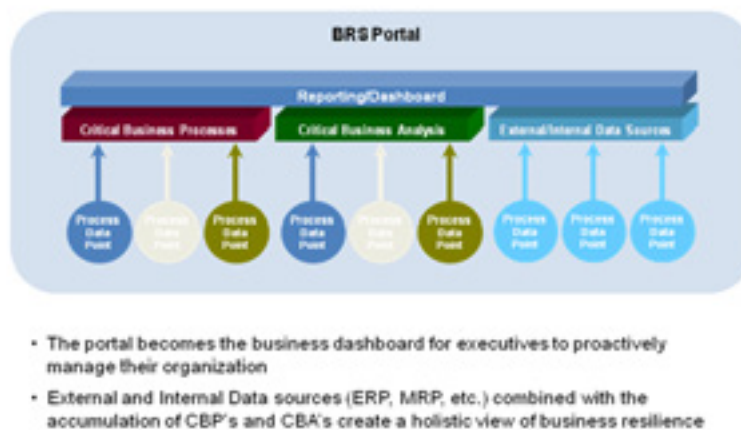 BRS Portal
Reporting/Dashboard
Critical Business Processes
Critical Business Analysis
External/Internal Data Sources
Process
Data
Point
Process
Data
Point
Process
Data
Point
Process
Data
Point
Process
Data
Point
Process
Data
Point
Process
Data
Point
Process
Data
Point
Process
Data
Point
• The portal becomes the business dashboard for executives to proactively
manage their organization
• External and Internal Data sources (ERP, MRP, etc.) combined with the
accumulation of CBP's and CBA's create a holistic view of business resilience